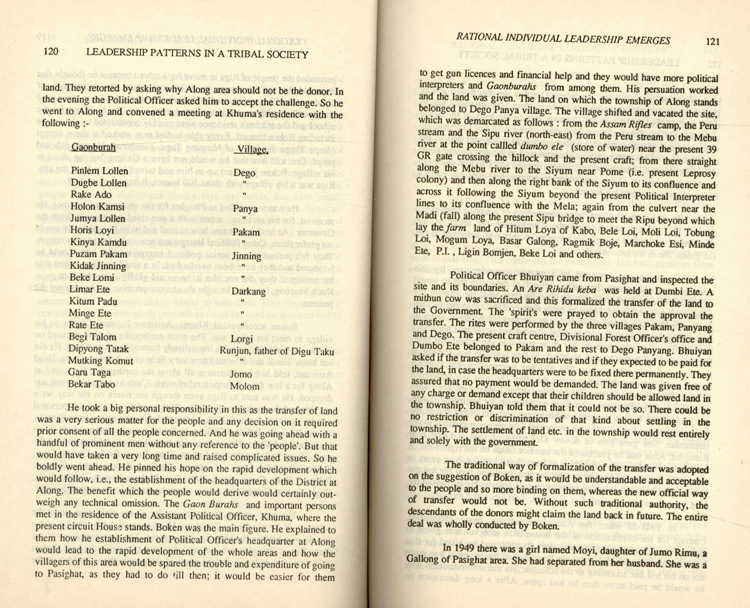 120 LEADERSHIP PATTERNS IN A TRIBAL SOCIETY
land. They retorted by asking why Along area should not be the donor. In
the evening the Political Officer asked him to accept the challenge. So he
went to Along and convened a meeting at Khuma's residence with the
following :-
Gaonburah Village.
Pinlem Lollen Dego
Dugbe Lollen "
Rake Ado "
Holon Kamsi Panya
Jumya Lollen "
Horis Loyi Pakam
Kinya Kamdu "
Puzam Pakam Jinning
Kidak Jinning "
Beke Lomi "
Limar Ete Darkang
Kitum Padu "
Minge Ete "
Rate Ete "
Begi Talom Lorgi
Dipyong Tatak Runjun, father of Digu Taku
Mutking Komut "
Garu Taga Jomo
Bekar Tabo Molom
He took a big personal responsibility in this as the transfer of land
was a very serious matter for the people and any decision on it required
prior consent of all the people concerned. And he was going ahead with a
handful of prominent men without any reference to the 'people'. But that
would have taken a very long time and raised complicated issues. So he
boldly went ahead. He pinned his hope on the rapid development which
would follow, i.e., the establishment of the headquarters of the District at
Along. The benefit which the people would derive would certainly out-
weigh any technical omission. The Gaon Burahs and important persons
met in the residence of the Assistant Political Officer, Khuma, where the
present circuit House stands. Boken was the main figure. He explained to
them how he establishment of Political Officer's headquarter at Along
would lead to the rapid development of the whole areas and how the
villagers of this area would be spared the trouble and expenditure of going
to Pasighat, as they had to do till then; it would be easier for them
RATIONAL INDIVIDUAL LEADERSHIP EMERGES 121
to get gun licences and financial help and they would have more political
interpreters and Gaonburahs from among them. His persuation worked
and the land was given. The land on which the township of Along stands
belonged to Dego Panya village. The village shifted and vacated the site,
which was demarcated as follows : from the Assam Rifles camp, the Peru
stream and the Sipu river (north-east) from the Peru stream to the Mebu
river at the point callled dumbo ele (store of water) near the present 39
GR gate crossing the hillock and the present craft; from there straight
along the Mebu river to the Siyum near Pome (i.e. present Leprosy
colony) and then along the right bank of the Siyum to its confluence and
across it following the Siyum beyond the present Political Interpreter
lines to its confluence with the Mela; again from the culvert near the
Madi (fall) along the present Sipu bridge to meet the Ripu beyond which
lay the farm land of Hitum Loya of Kabo, Bele Loi, Moli Loi, Tobung
Loi, Mogum Loya, Basar Galong, Ragmik Boje, Marchoke Esi, Minde
Ete, P.I. , Ligin Bomjen, Beke Loi and others.
Political Officer Bhuiyan came from Pasighat and inspected the
site and its boundaries. An Are Rihidu keba was held at Dumbi Ete. A
mithun cow was sacrificed and this formalized the transfer of the land to
the Government. The 'spirit's were prayed to obtain the approval the
transfer. The rites were performed by the three villages Pakam, Panyang
and Dego. The present craft centre, Divisional Forest Officer's office and
Dumbo Ete belonged to Pakam and the rest to Dego Panyang. Bhuiyan
asked if the transfer was to be tentatives and if they expected to be paid for
the land, in case the headquarters were to be fixed there permanently. They
assured that no payment would be demanded. The land was given free of
any charge or demand except that their children should be allowed land in
the township. Bhuiyan told them that it could not be so. There could be
no restriction or discrimination of that kind about settling in the
township. The settlement of land etc. in the township would rest entirely
and solely with the government.
The traditional way of formalization of the transfer was adopted
on the suggestion of Boken, as it would be understandable and acceptable
to the people and so more binding on them, whereas the new official way
of transfer would not be. Without such traditional authority, the
descendants of the donors might claim the land back in future. The entire
deal was wholly conducted by Boken.
In 1949 there was a girl named Moyi, daughter of Jumo Rimu, a
Gallong of Pasighat area. She had separated from her husband. She was a